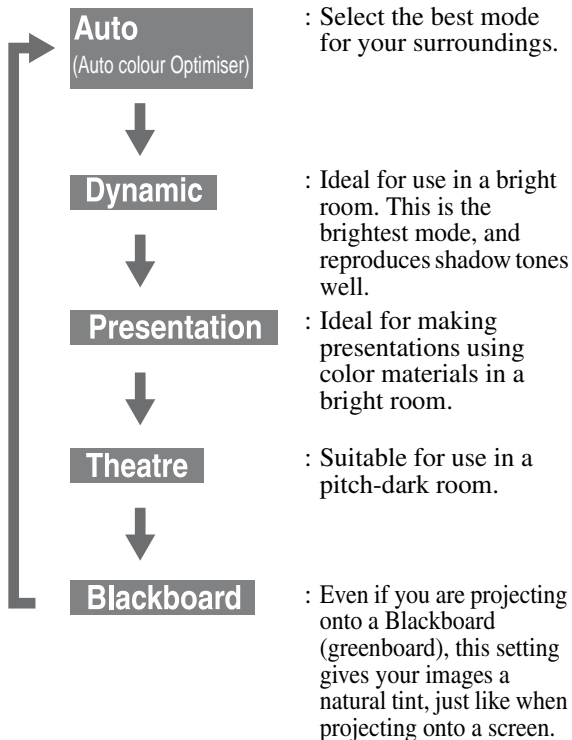 Auto
(Auto colour Optimiser)
: Select the best mode
for your surroundings.
Dynamic
: Ideal for use in a bright
room. This is the
brightest mode, and
reproduces shadow tones
well.
Presentation
: Ideal for making
presentations using
color materials in a
bright room.
Theatre
: Suitable for use in a
pitch-dark room.
Blackboard
: Even if you are projecting
onto a Blackboard
(greenboard), this setting
gives your images a
natural tint, just like when
projecting onto a screen.